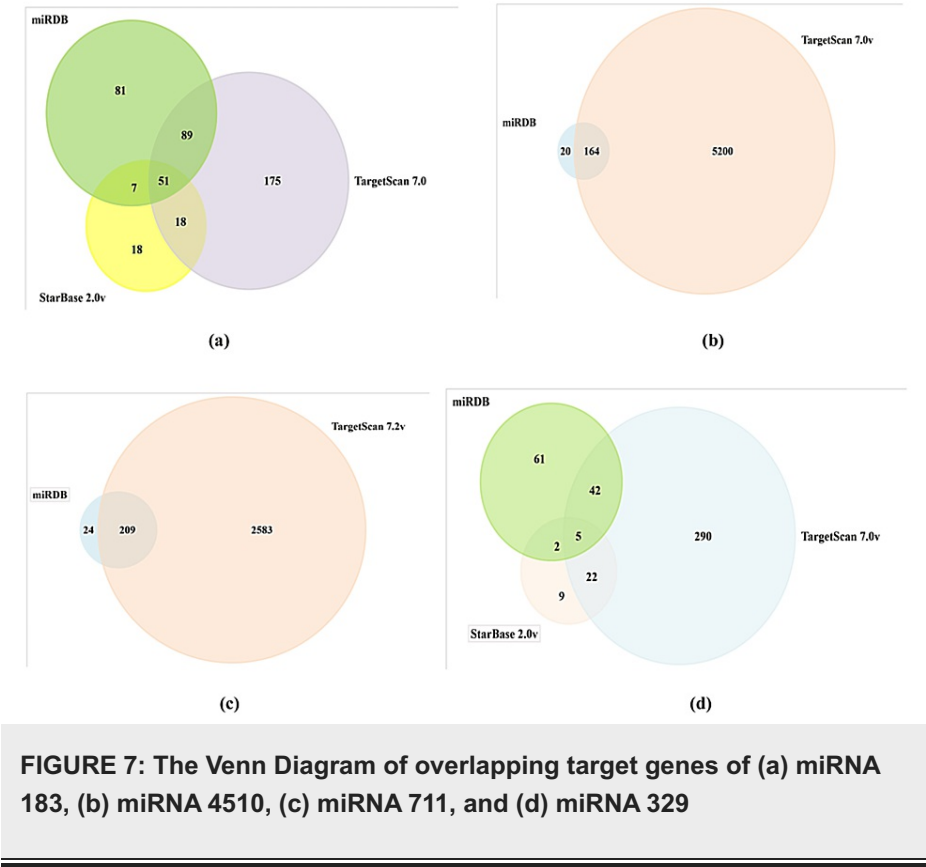 miRDB
81
89
7
51
175
TargetScan 7.0
18
18
StarBase 2.0v
(a)
TargetScan 7.0v
miRDB
20
164
5200
(b)
TargetScan 7.2v
miRDB
24
209
2583
(c)
miRDB
61
42
5
2
290
TargetScan 7.0v
22
9
StarBase 2.0v
(d)
FIGURE 7: The Venn Diagram of overlapping target genes of (a) miRNA
183, (b) miRNA 4510, (c) miRNA 711, and (d) miRNA 329